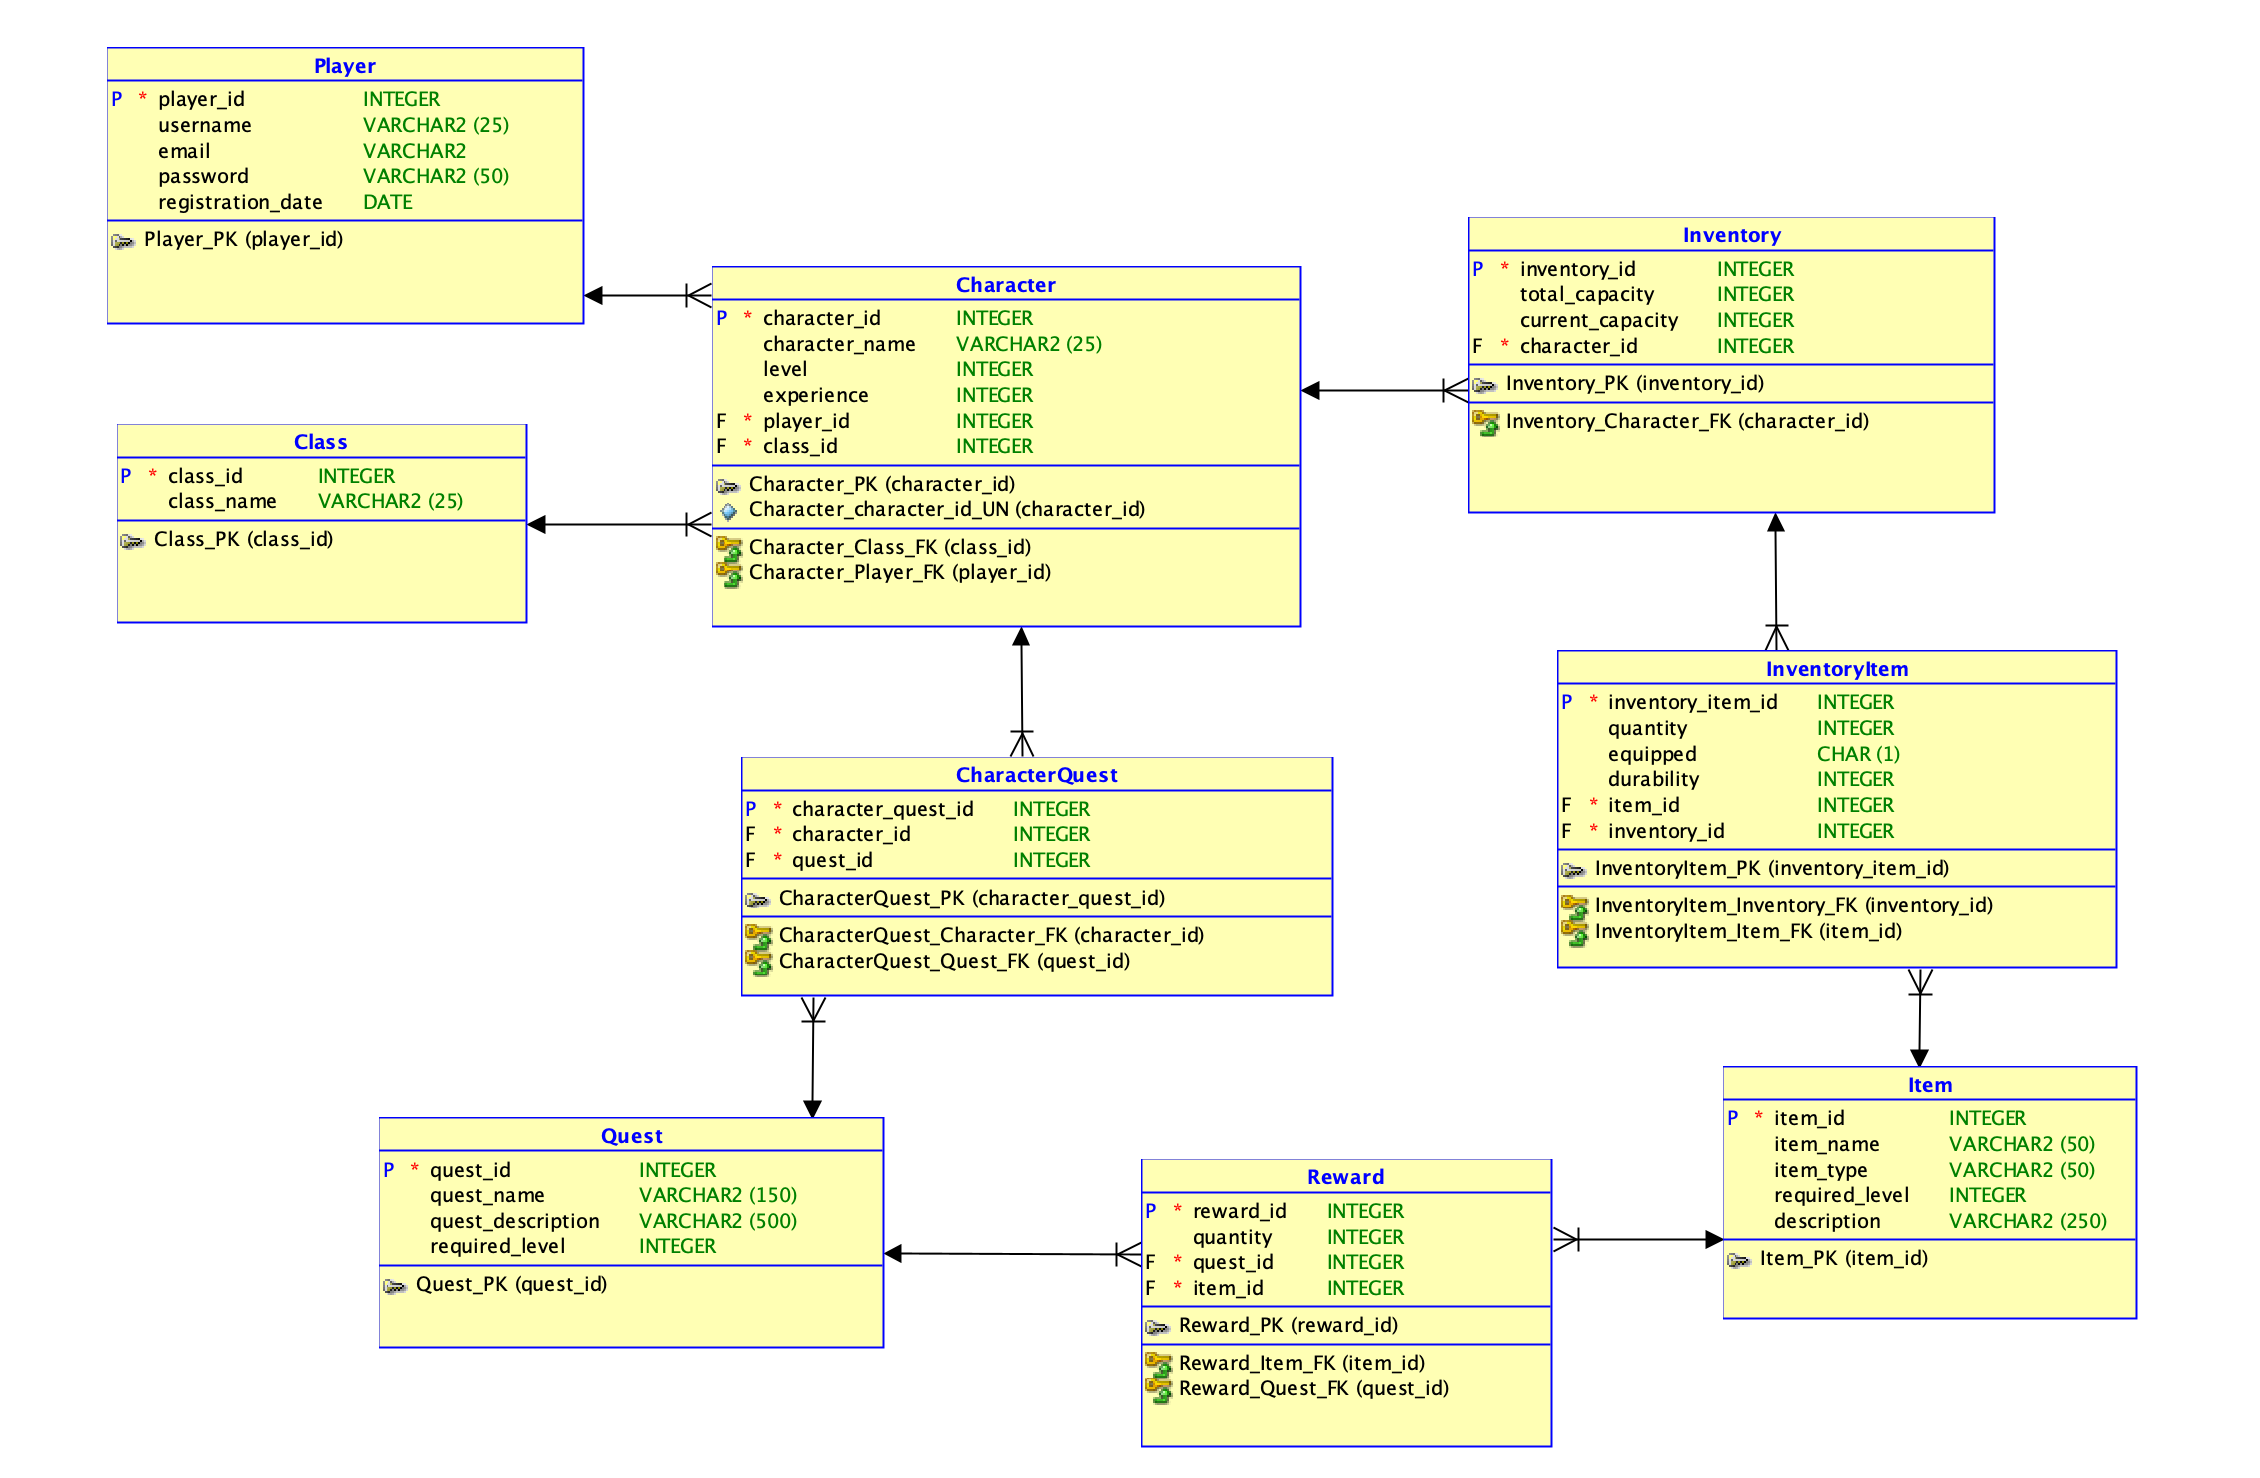 Player
P * player_id INTEGER
username VARCHAR2 (25)
email VARCHAR2
password VARCHAR2 (50)
registration_date DATE
Player_PK (player_id)
Class
P * class_id INTEGER
class_name VARCHAR2 (25)
Class_PK (class_id)
Character
P * character_id INTEGER
character_name VARCHAR2 (25)
level INTEGER
experience INTEGER
F * player_id INTEGER
F * class_id INTEGER
Character_PK (character_id)
Character_character_id_UN (character_id)
Character_Class_FK (class_id)
Character_Player_FK (player_id)
Inventory
P * inventory_id INTEGER
total_capacity INTEGER
current_capacity INTEGER
F * character_id INTEGER
Inventory_PK (inventory_id)
Inventory_Character_FK (character_id)
InventoryItem
P * inventory_item_id INTEGER
quantity INTEGER
equipped CHAR (1)
durability INTEGER
F * item_id INTEGER
F * inventory_id INTEGER
InventoryItem_PK (inventory_item_id)
InventoryItem_Inventory_FK (inventory_id)
InventoryItem_Item_FK (item_id)
CharacterQuest
P * character_quest_id INTEGER
F * character_id INTEGER
F * quest_id INTEGER
CharacterQuest_PK (character_quest_id)
CharacterQuest_Character_FK (character_id)
CharacterQuest_Quest_FK (quest_id)
Quest
P * quest_id INTEGER
quest_name VARCHAR2 (150)
quest_description VARCHAR2 (500)
required_level INTEGER
Quest_PK (quest_id)
Reward
P * reward_id INTEGER
quantity INTEGER
F * quest_id INTEGER
F * item_id INTEGER
Reward_PK (reward_id)
Reward_Item_FK (item_id)
Reward_Quest_FK (quest_id)
Item
P * item_id INTEGER
item_name VARCHAR2 (50)
item_type VARCHAR2 (50)
required_level INTEGER
description VARCHAR2 (250)
Item_PK (item_id)